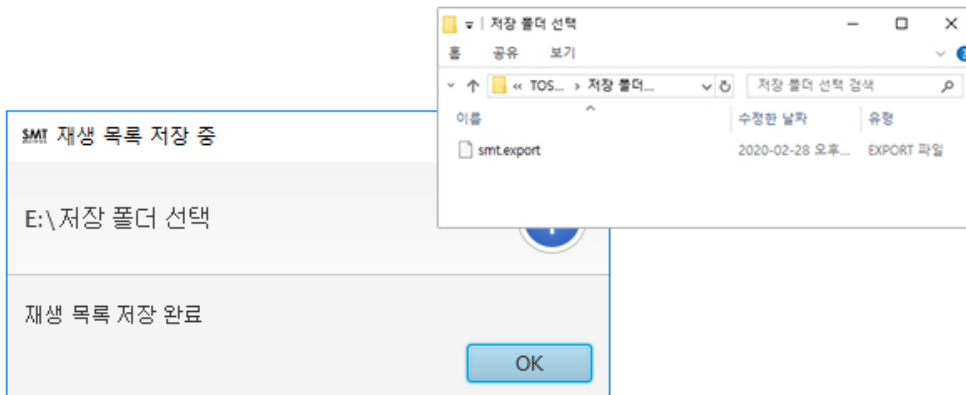 저장 폴더 선택
홈 공유 보기
« TOS... › 저장 폴더... 저장 폴더 선택 검색
이름 수정한 날짜 유형
smt.export 2020-02-28 오후... EXPORT 파일
SMT 재생 목록 저장 중
E:\저장 폴더 선택
재생 목록 저장 완료
OK